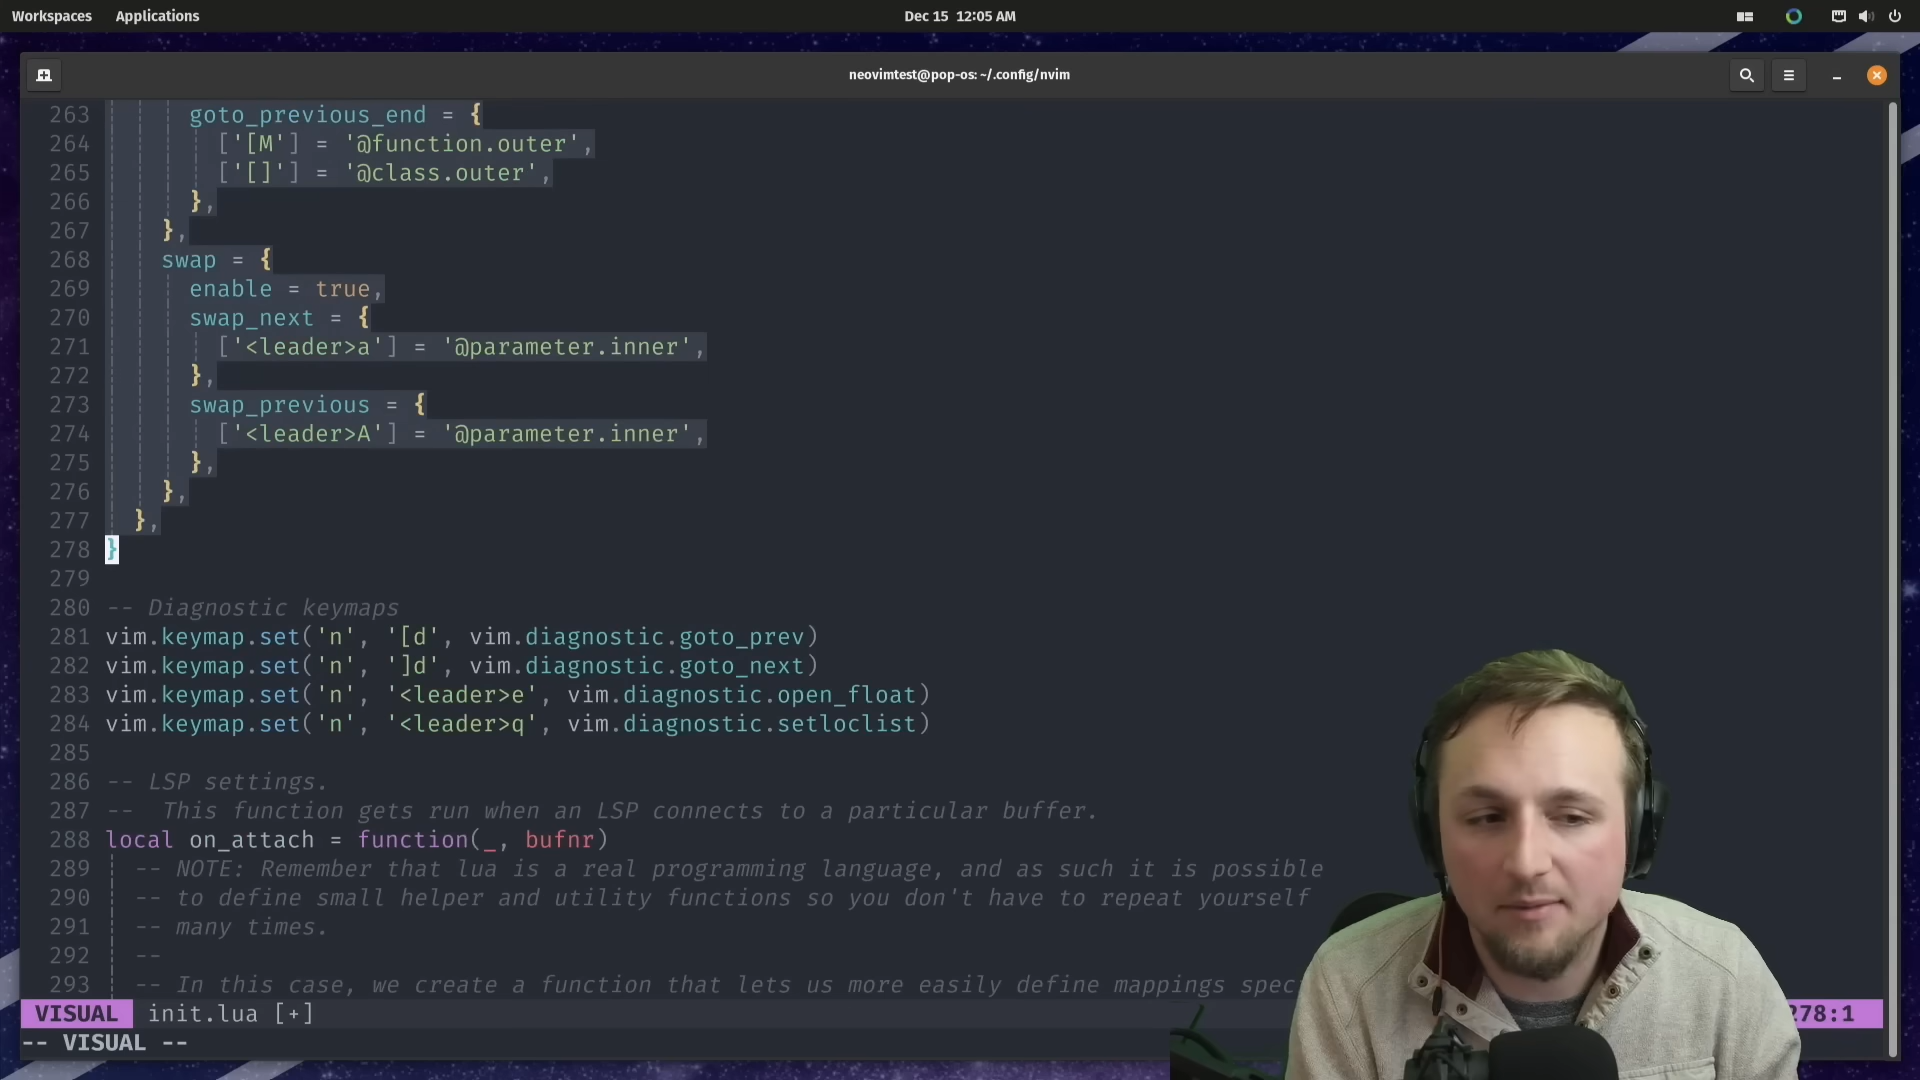 Workspaces Applications Dec 15 12:05 AM
neovimtest@pop-os: ~/.config/nvim
263 goto_previous_end = {
264 ['[M'] = '@function.outer',
265 ['[]'] = '@class.outer',
266 },
267 },
268 swap = {
269 enable = true,
270 swap_next = {
271 ['<leader>a'] = '@parameter.inner',
272 },
273 swap_previous = {
274 ['<leader>A'] = '@parameter.inner',
275 },
276 },
277 },
278 }
279
280 -- Diagnostic keymaps
281 vim.keymap.set('n', '[d', vim.diagnostic.goto_prev)
282 vim.keymap.set('n', ']d', vim.diagnostic.goto_next)
283 vim.keymap.set('n', '<leader>e', vim.diagnostic.open_float)
284 vim.keymap.set('n', '<leader>q', vim.diagnostic.setloclist)
285
286 -- LSP settings.
287 --  This function gets run when an LSP connects to a particular buffer.
288 local on_attach = function(_, bufnr)
289 -- NOTE: Remember that lua is a real programming language, and as such it is possible
290 -- to define small helper and utility functions so you don't have to repeat yourself
291 -- many times.
292 --
293 -- In this case, we create a function that lets us more easily define mappings spec
VISUAL init.lua [+] 278:1
-- VISUAL --